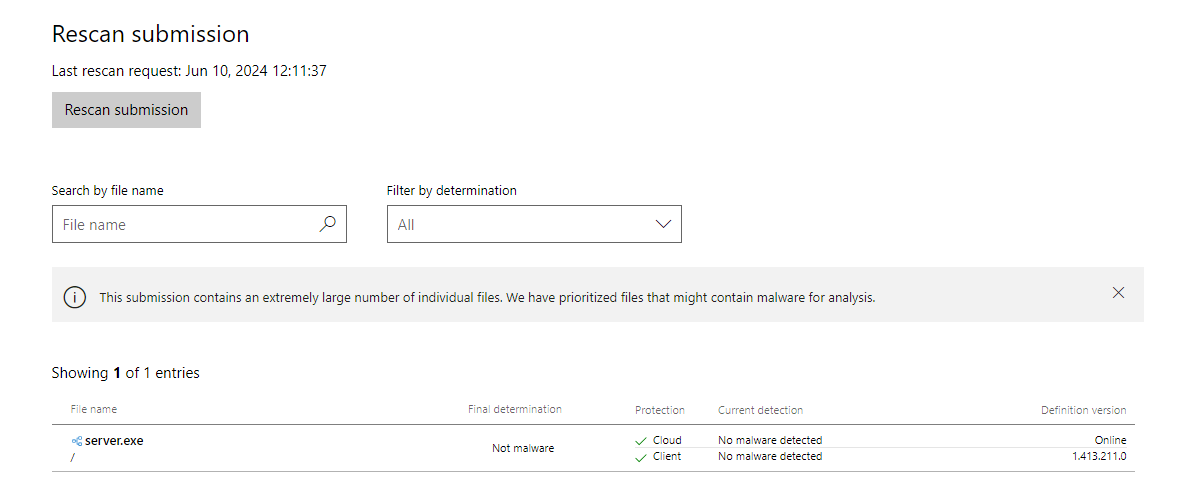 Rescan submission
Last rescan request: Jun 10, 2024 12:11:37
Rescan submission
Search by file name
Filter by determination
File name
All
This submission contains an extremely large number of individual files. We have prioritized files that might contain malware for analysis.
Showing 1 of 1 entries
File name Final determination Protection Current detection Definition version
server.exe
/
Not malware
Cloud No malware detected Online
Client No malware detected 1.413.211.0